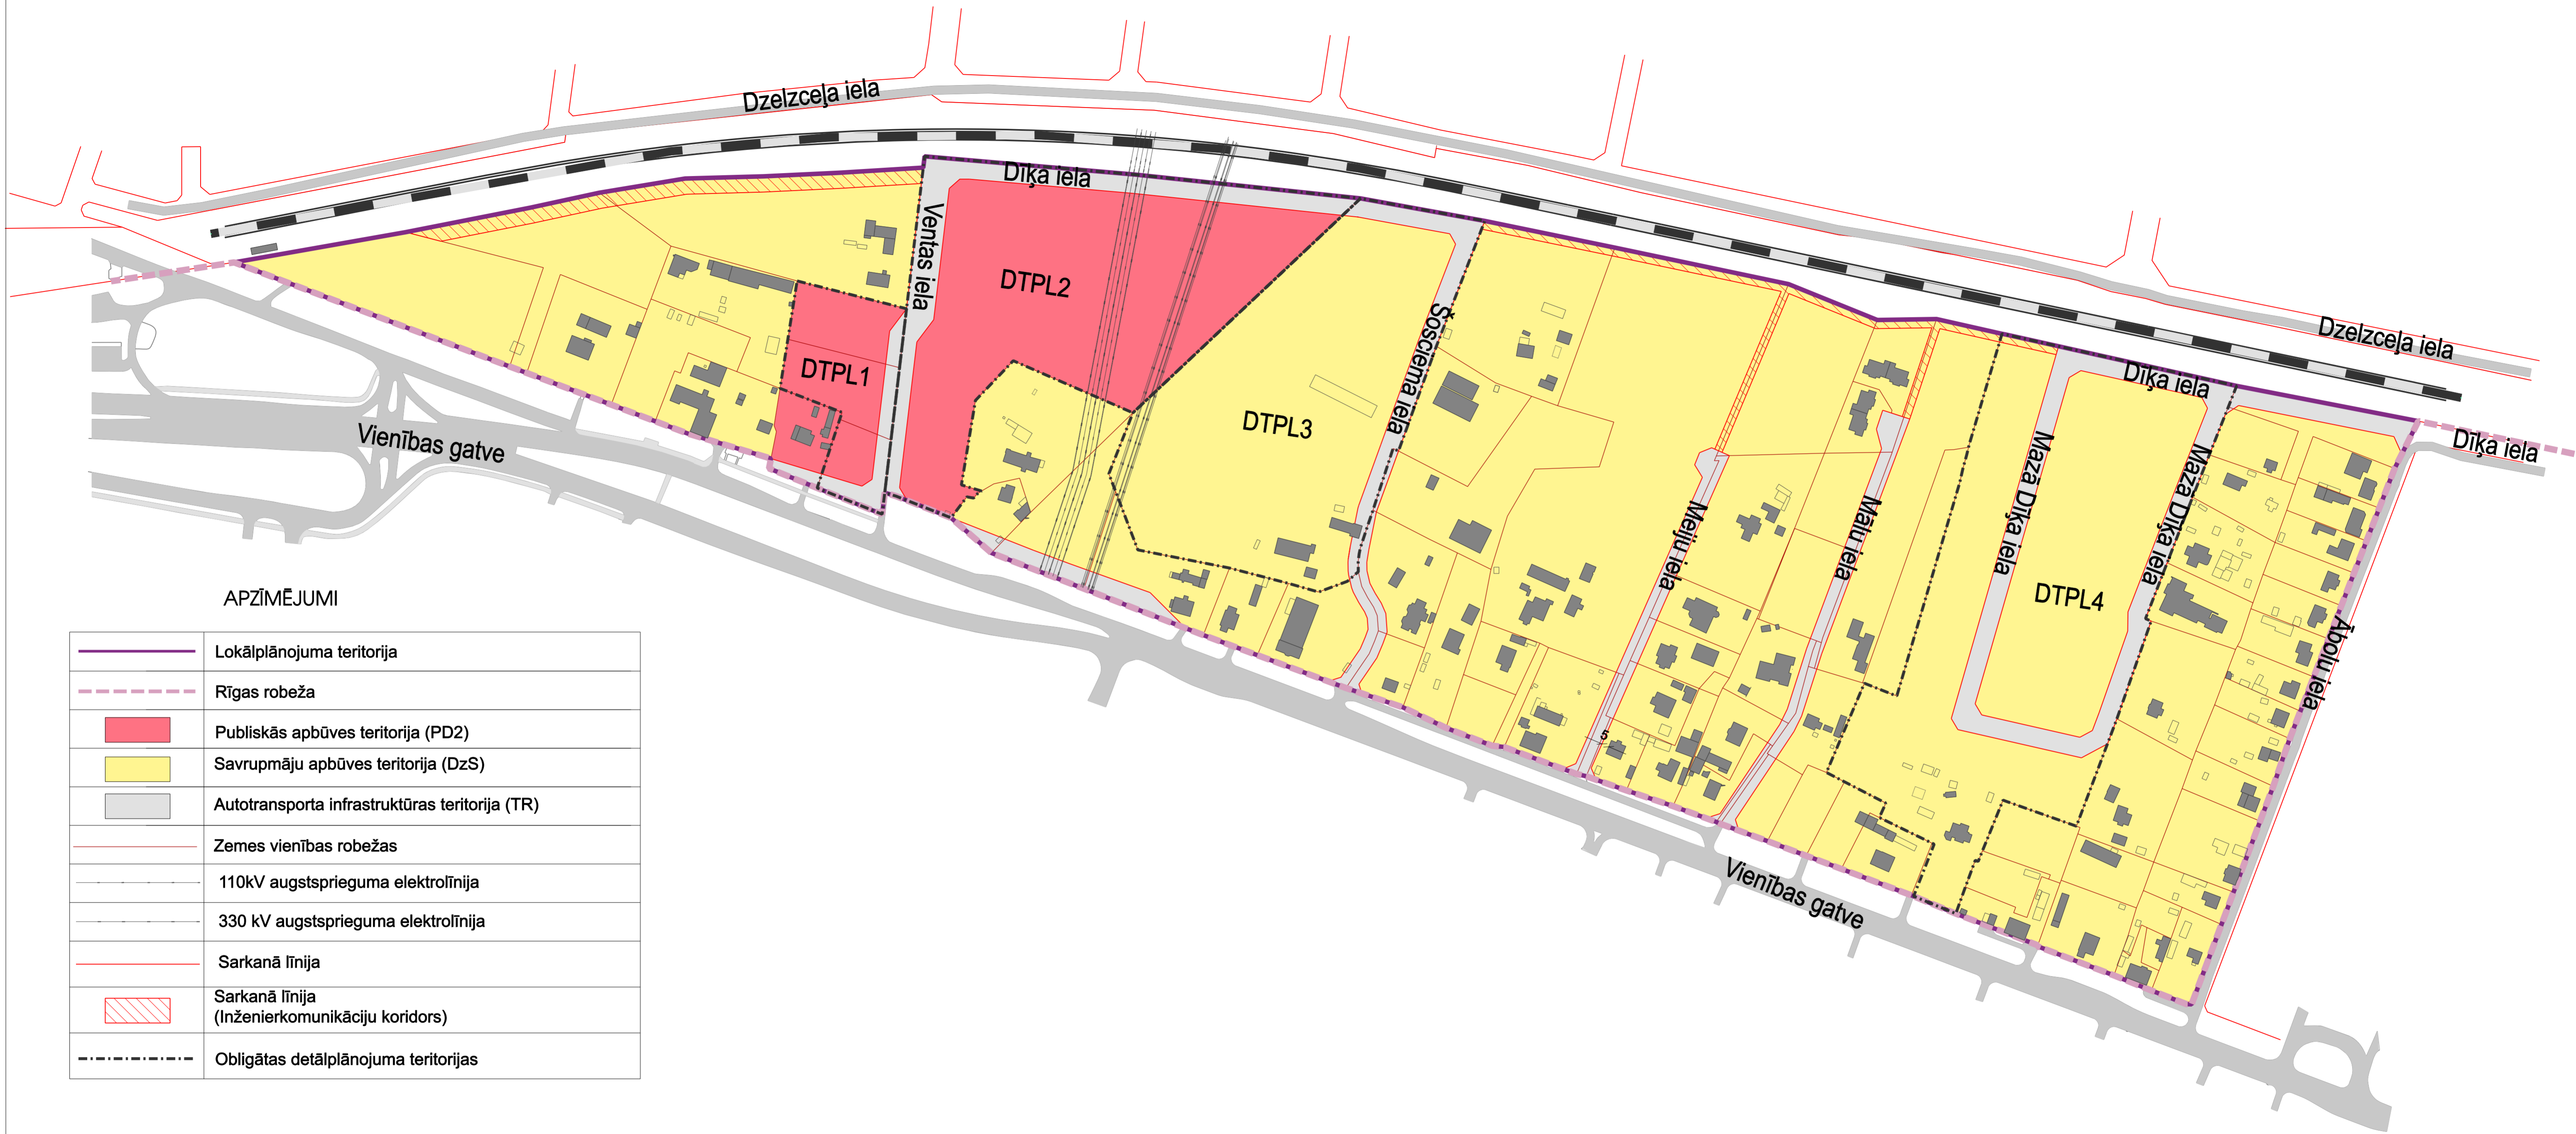 Dzelzceļa iela
Dīķa iela
Ventas iela
DTPL2
DTPL1
DTPL3
Šosciema iela
Vienības gatve
Dzelzceļa iela
Dīķa iela
Dīķa iela
Mazā Dīķa iela
Mazā Dīķa iela
Meiju iela
Mālu iela
DTPL4
Ābolu iela
5
Vienības gatve
APZĪMĒJUMI
Lokālplānojuma teritorija
Rīgas robeža
Publiskās apbūves teritorija (PD2)
Savrupmāju apbūves teritorija (DzS)
Autotransporta infrastruktūras teritorija (TR)
Zemes vienības robežas
110kV augstsprieguma elektrolīnija
330 kV augstsprieguma elektrolīnija
Sarkanā līnija
Sarkanā līnija
(Inženierkomunikāciju koridors)
Obligātas detālplānojuma teritorijas